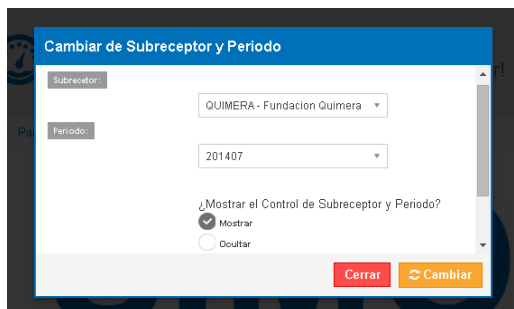 Cambiar de Subreceptor y Periodo
Subrecetor:
QUIMERA - Fundacion Quimera
Periodo:
201407
¿Mostrar el Control de Subreceptor y Periodo?
Mostrar
Ocultar
Cerrar
Cambiar